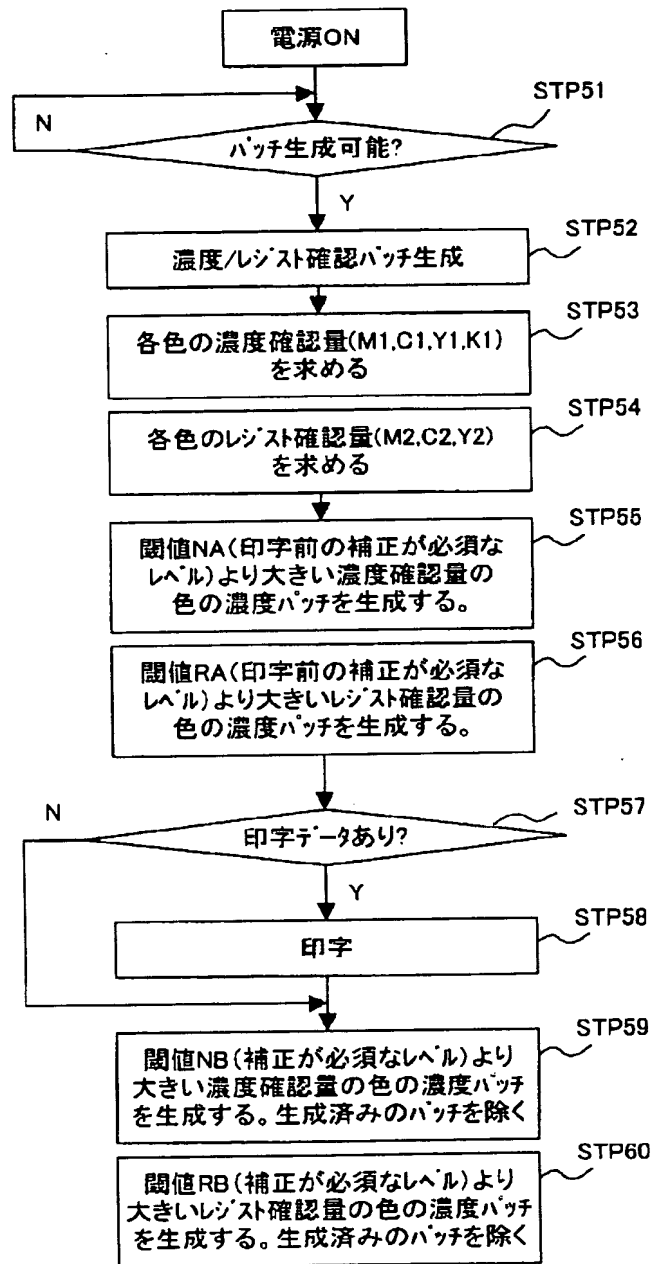 電源ON
STP51
N
パッチ生成可能?
Y
STP52
濃度/レジスト確認パッチ生成
STP53
各色の濃度確認量(M1,C1,Y1,K1)
を求める
STP54
各色のレジスト確認量(M2,C2,Y2)
を求める
STP55
閾値NA(印字前の補正が必須な
レベル)より大きい濃度確認量の
色の濃度パッチを生成する。
STP56
閾値RA(印字前の補正が必須な
レベル)より大きいレジスト確認量の
色の濃度パッチを生成する。
STP57
N
印字データあり?
Y
STP58
印字
STP59
閾値NB(補正が必須なレベル)より
大きい濃度確認量の色の濃度パッチ
を生成する。生成済みのパッチを除く
STP60
閾値RB(補正が必須なレベル)より
大きいレジスト確認量の色の濃度パッチ
を生成する。生成済みのパッチを除く